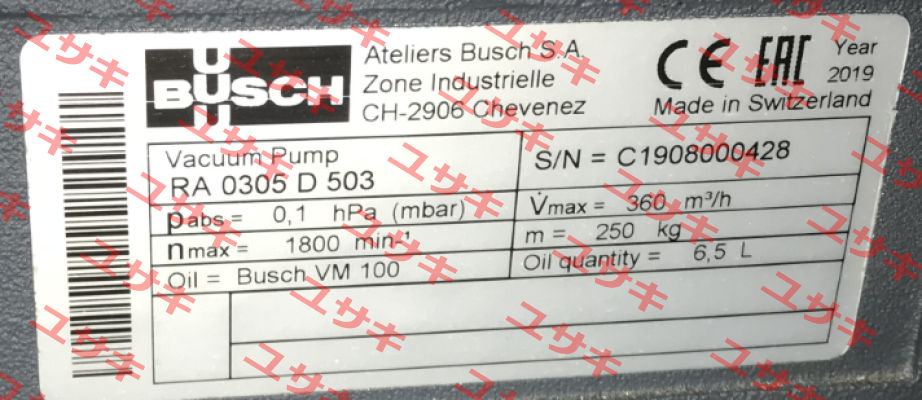 BUSCH
Ateliers Busch S.A.
Zone Industrielle
CH-2906 Chevenez
CE EAC Year
2019
Made in Switzerland
Vacuum Pump
RA 0305 D 503
S/N = C1908000428
pabs = 0,1 hPa (mbar)
V̇max = 360 m³/h
nmax = 1800 min-¹
m = 250 kg
Oil = Busch VM 100
Oil quantity = 6,5 L
ユサキ